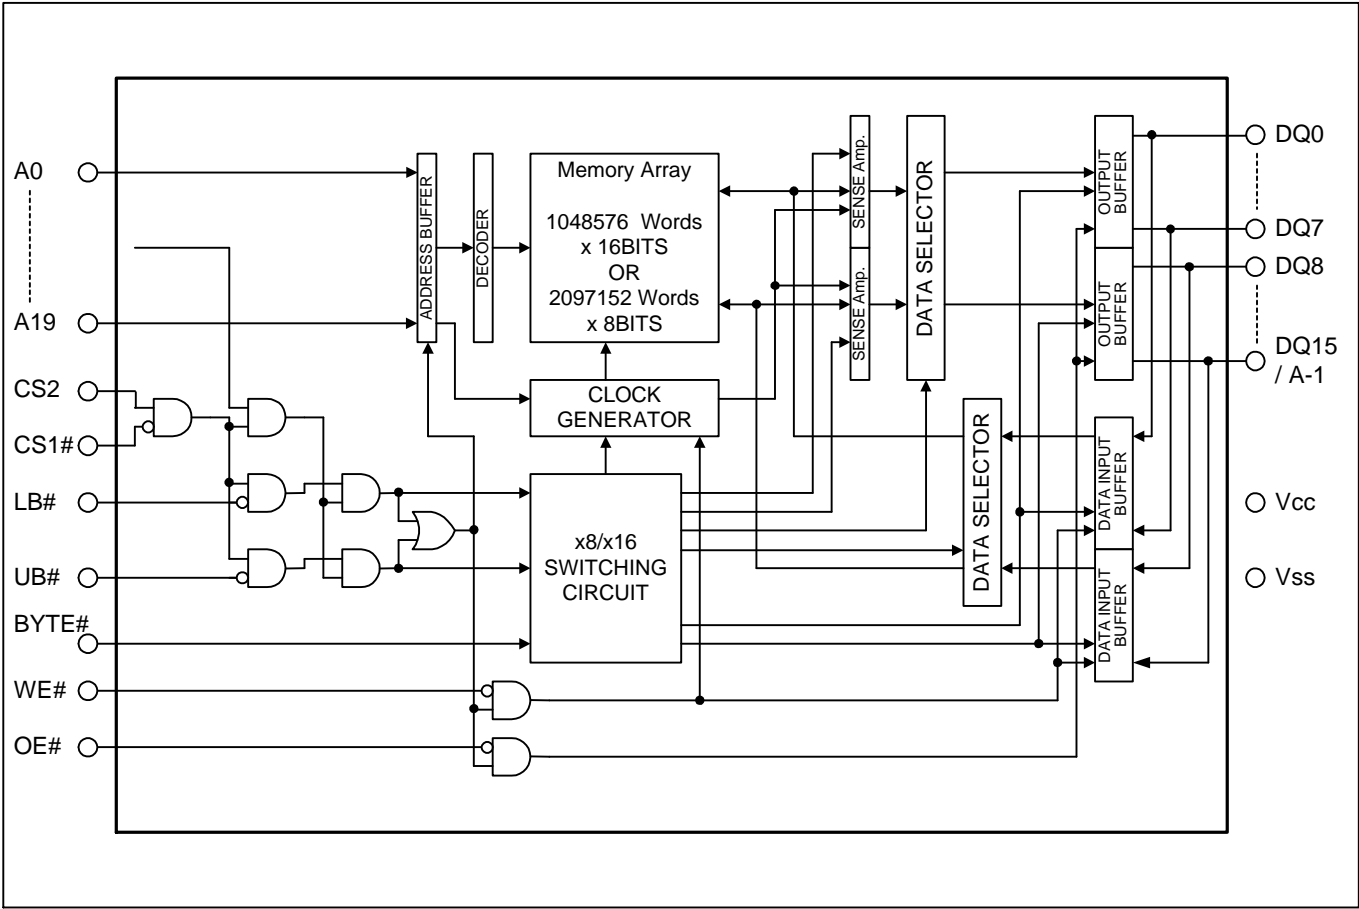 A0
A19
CS2
CS1#
LB#
UB#
BYTE#
WE#
OE#
ADDRESS BUFFER
DECODER
Memory Array
1048576 Words
x 16BITS
OR
2097152 Words
x 8BITS
CLOCK
GENERATOR
x8/x16
SWITCHING
CIRCUIT
SENSE Amp.
SENSE Amp.
DATA SELECTOR
DATA SELECTOR
OUTPUT
BUFFER
OUTPUT
BUFFER
DATA INPUT
BUFFER
DATA INPUT
BUFFER
DQ0
DQ7
DQ8
DQ15
/ A-1
Vcc
Vss